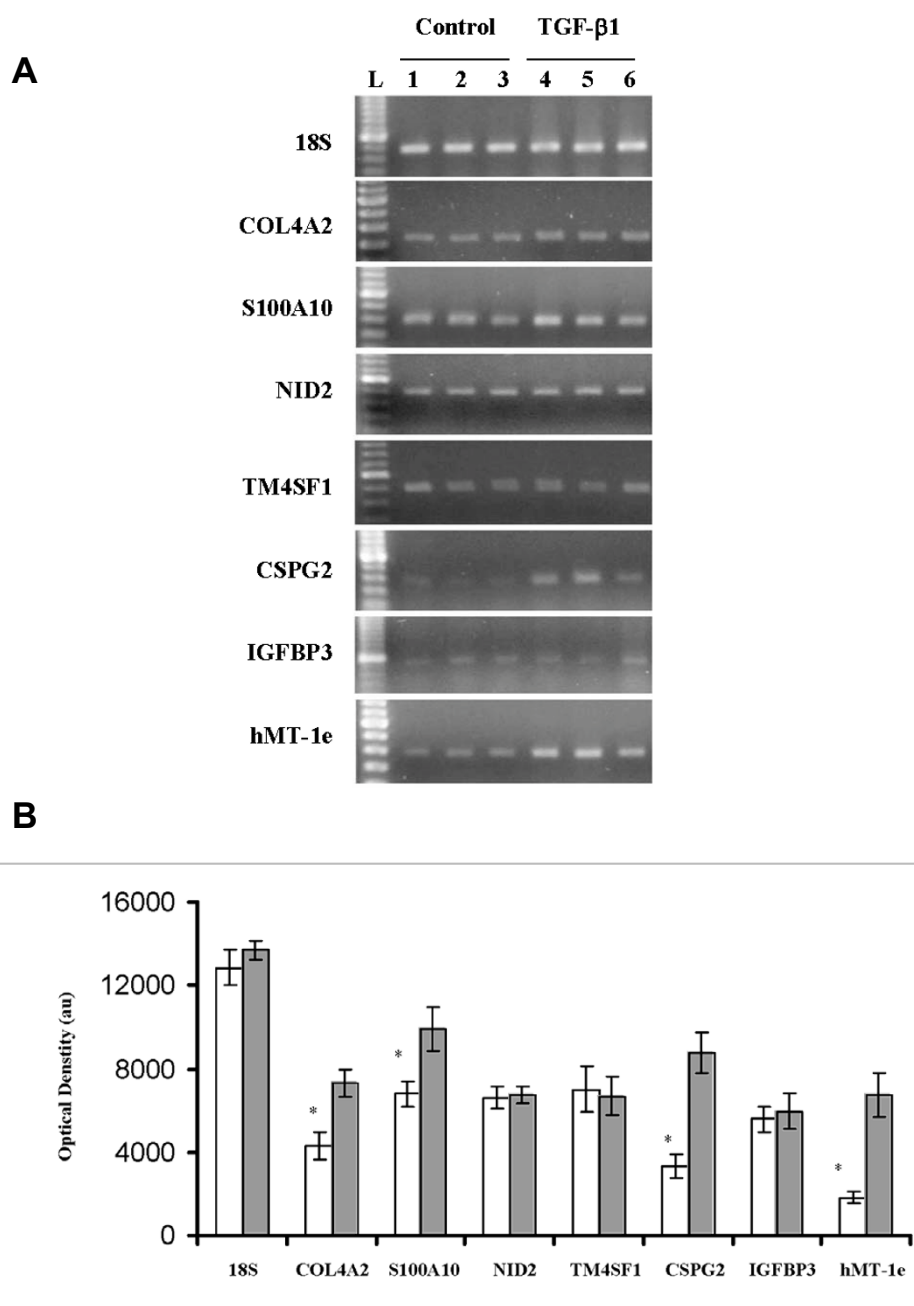 Control TGF-β1
A
L 1 2 3 4 5 6
18S
COL4A2
S100A10
NID2
TM4SF1
CSPG2
IGFBP3
hMT-1e
B
16000
12000
8000
4000
0
Optical Denstity (au)
* * * *
18S COL4A2 S100A10 NID2 TM4SF1 CSPG2 IGFBP3 hMT-1e